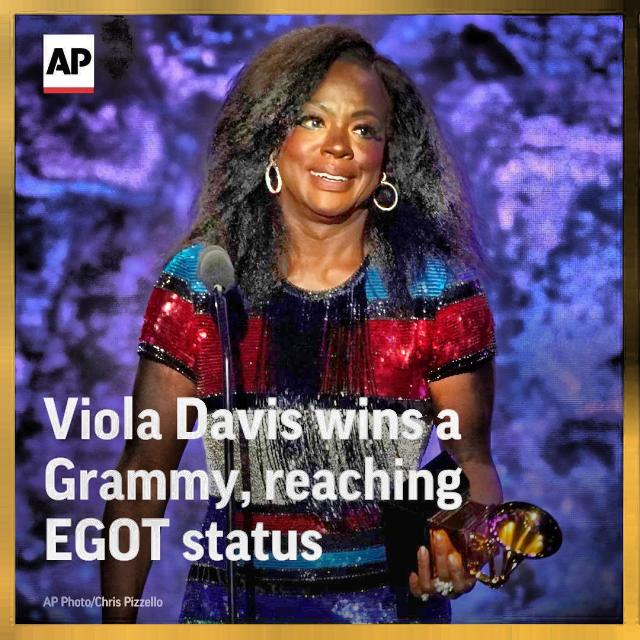 AP
Viola Davis wins a
Grammy, reaching
EGOT status
AP Photo/Chris Pizzello